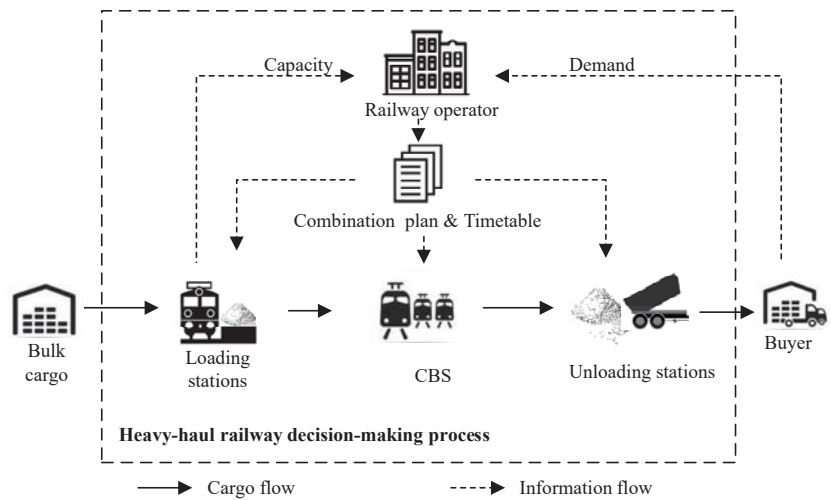 Capacity
Demand
Railway operator
Combination plan & Timetable
Bulk
cargo
Loading
stations
CBS
Unloading stations
Buyer
Heavy-haul railway decision-making process
Cargo flow
Information flow